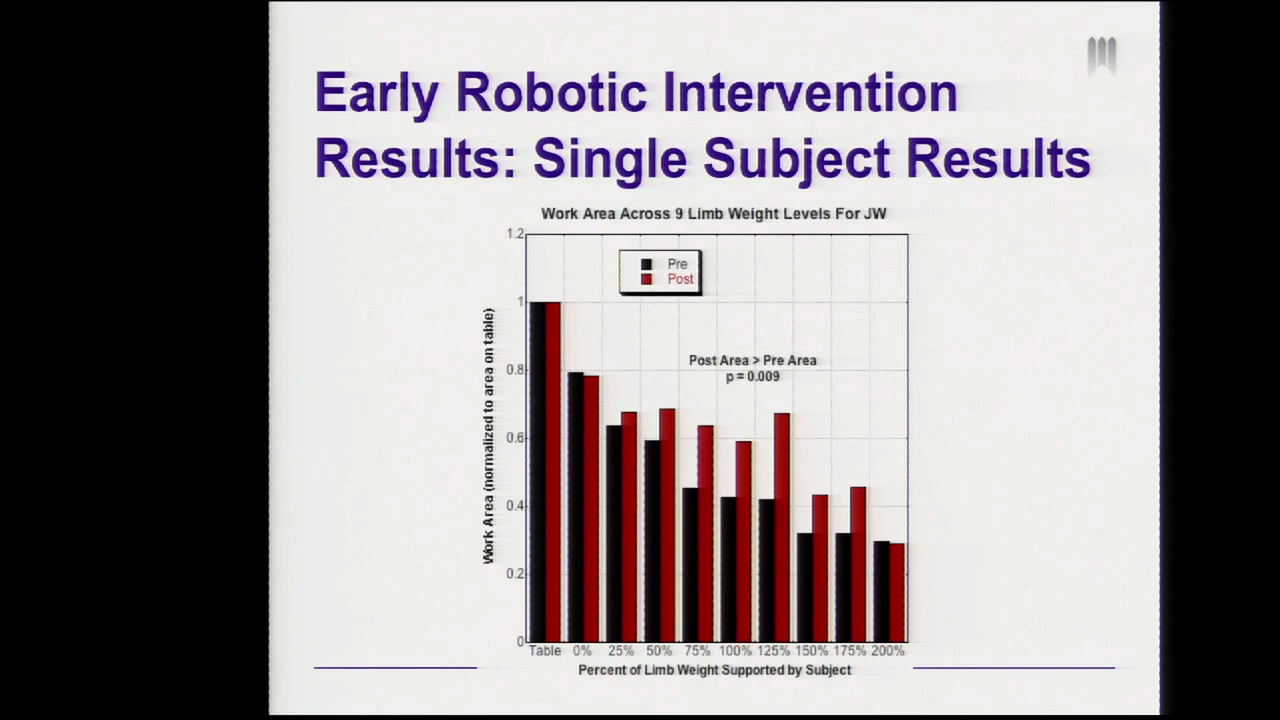 Early Robotic Intervention
Results: Single Subject Results
Work Area Across 9 Limb Weight Levels For JW
1.2
Pre
Post
1
Post Area > Pre Area
p = 0.009
0.8
0.6
0.4
0.2
0
Work Area (normalized to area on table)
Table 0% 25% 50% 75% 100% 125% 150% 175% 200%
Percent of Limb Weight Supported by Subject